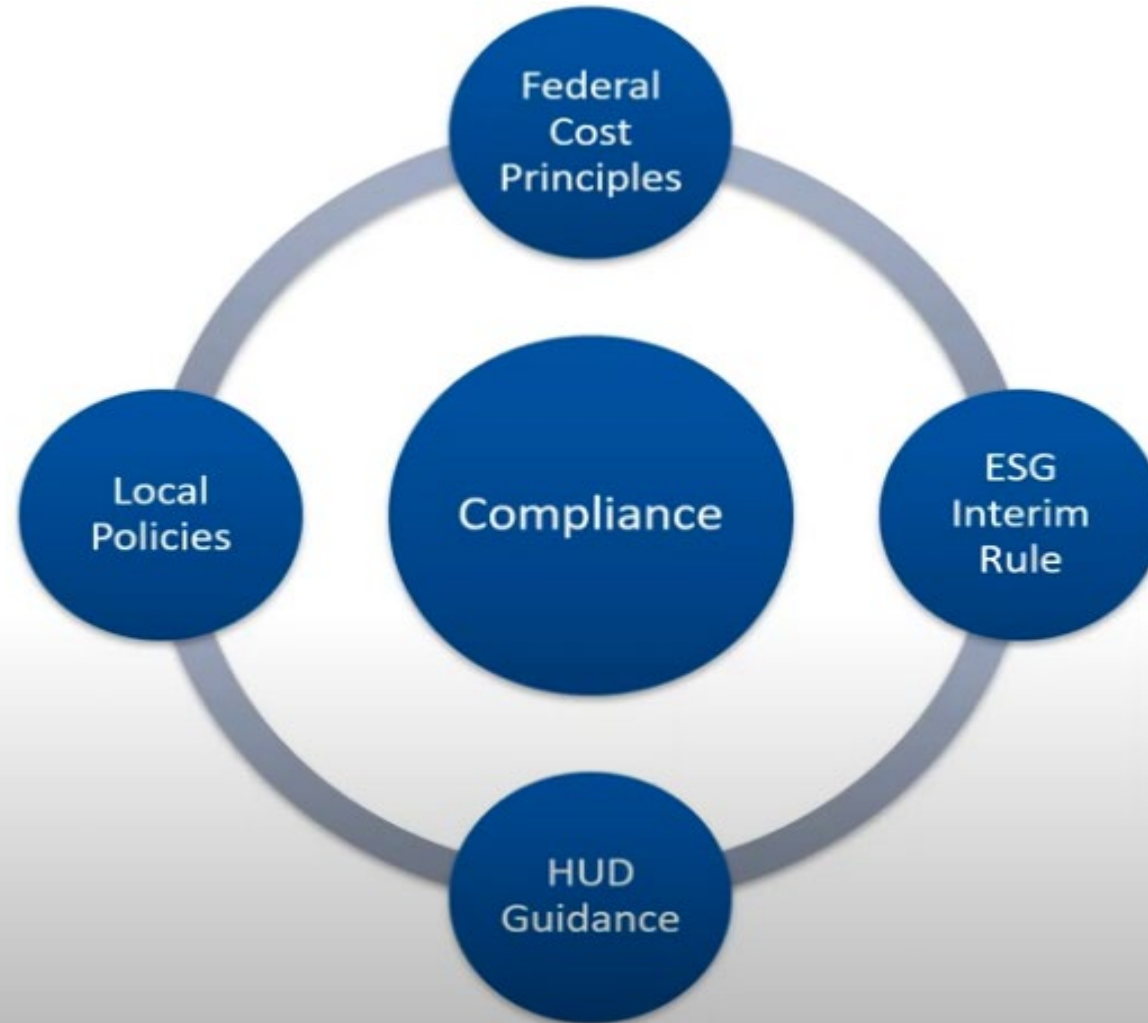 Federal
Cost
Principles
Local
Policies
Compliance
ESG
Interim
Rule
HUD
Guidance